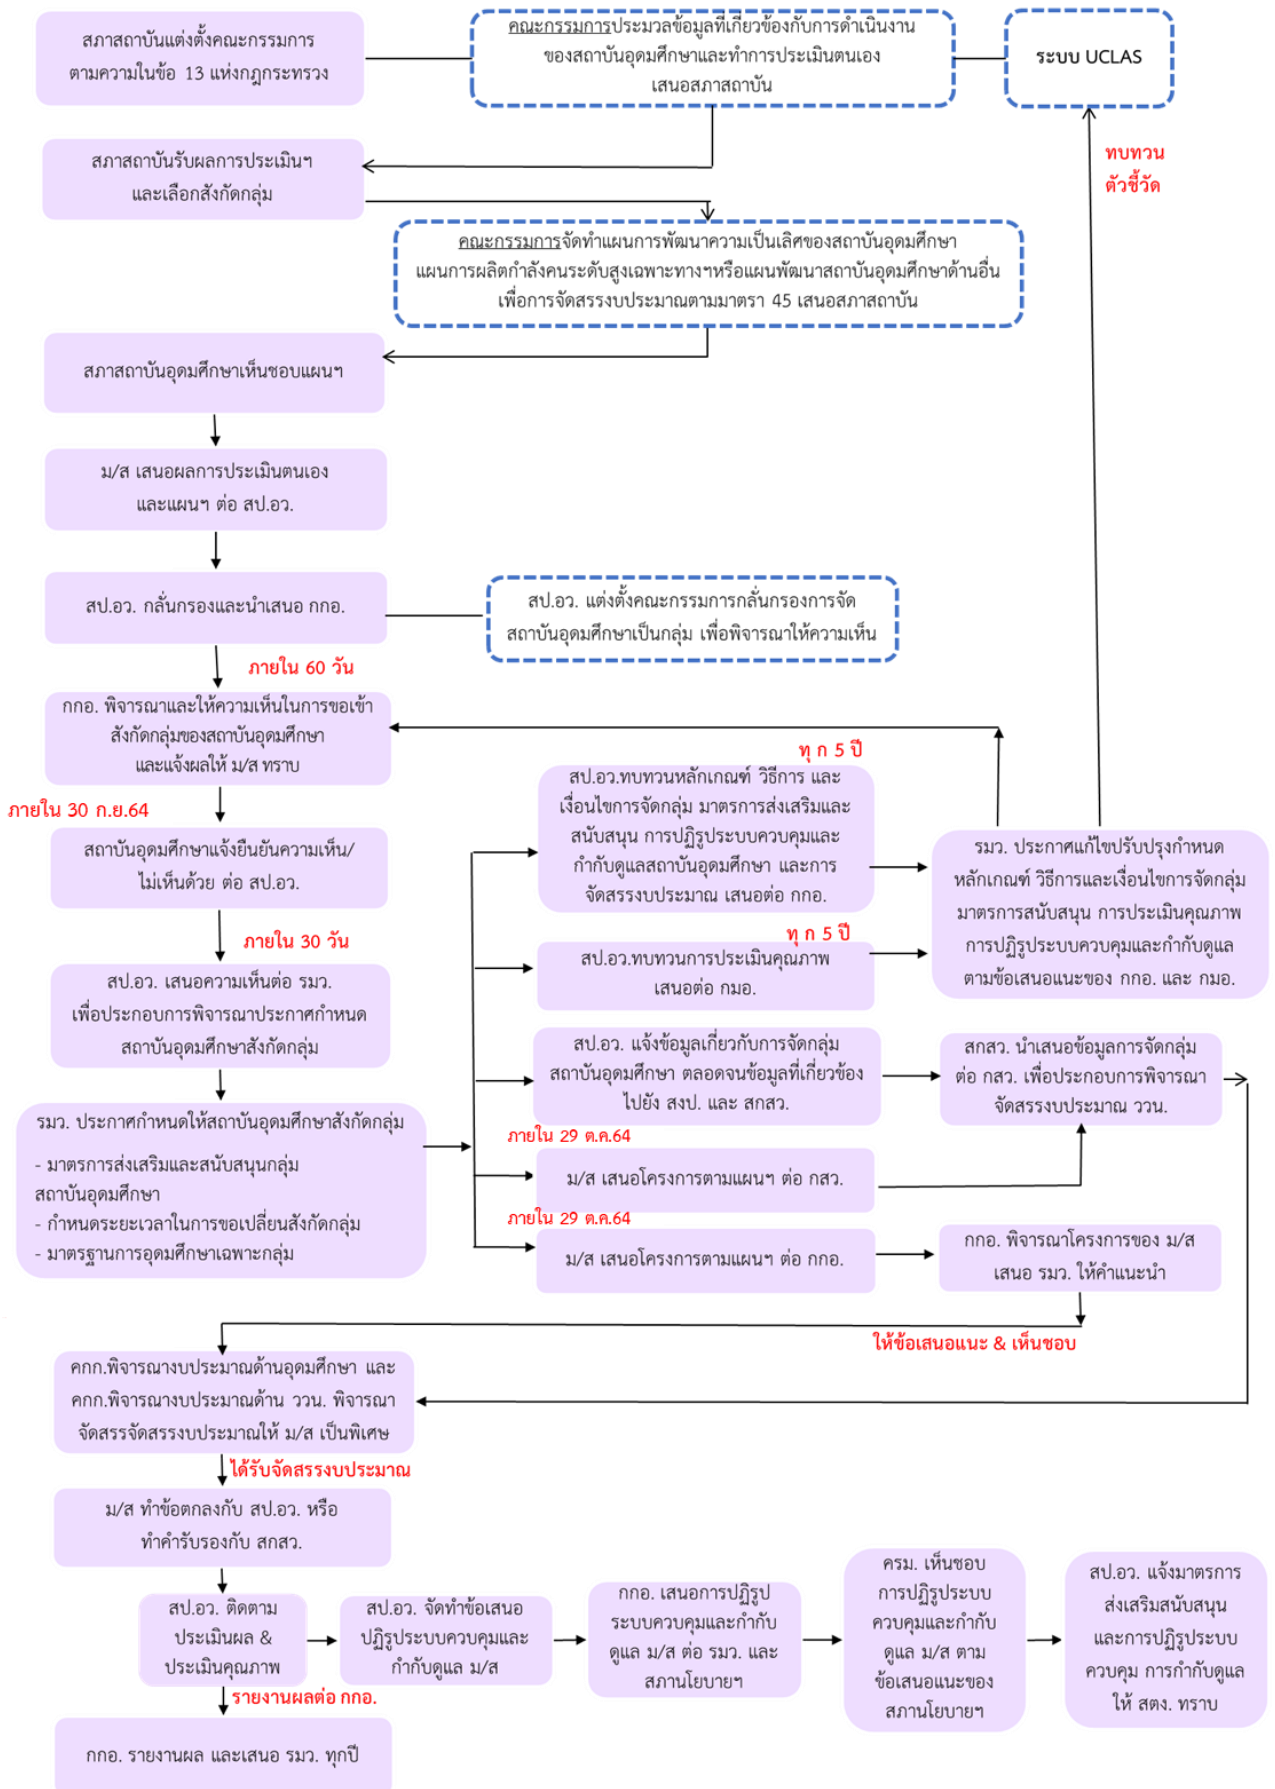 สภาสถาบันแต่งตั้งคณะกรรมการ
ตามความในข้อ 13 แห่งกฎกระทรวง
คณะกรรมการประมวลข้อมูลที่เกี่ยวข้องกับการดำเนินงาน
ของสถาบันอุดมศึกษาและทำการประเมินตนเอง
เสนอสภาสถาบัน
ระบบ UCLAS
ทบทวน
ตัวชี้วัด
สภาสถาบันรับผลการประเมินฯ
และเลือกสังกัดกลุ่ม
คณะกรรมการจัดทำแผนการพัฒนาความเป็นเลิศของสถาบันอุดมศึกษา
แผนการผลิตกำลังคนระดับสูงเฉพาะทางฯหรือแผนพัฒนาสถาบันอุดมศึกษาด้านอื่น
เพื่อการจัดสรรงบประมาณตามมาตรา 45 เสนอสภาสถาบัน
สภาสถาบันอุดมศึกษาเห็นชอบแผนฯ
ม/ส เสนอผลการประเมินตนเอง
และแผนฯ ต่อ สป.อว.
สป.อว. กลั่นกรองและนำเสนอ กกอ.
สป.อว. แต่งตั้งคณะกรรมการกลั่นกรองการจัด
สถาบันอุดมศึกษาเป็นกลุ่ม เพื่อพิจารณาให้ความเห็น
ภายใน 60 วัน
กกอ. พิจารณาและให้ความเห็นในการขอเข้า
สังกัดกลุ่มของสถาบันอุดมศึกษา
และแจ้งผลให้ ม/ส ทราบ
ภายใน 30 ก.ย.64
สถาบันอุดมศึกษาแจ้งยืนยันความเห็น/
ไม่เห็นด้วย ต่อ สป.อว.
ภายใน 30 วัน
สป.อว. เสนอความเห็นต่อ รมว.
เพื่อประกอบการพิจารณาประกาศกำหนด
สถาบันอุดมศึกษาสังกัดกลุ่ม
รมว. ประกาศกำหนดให้สถาบันอุดมศึกษาสังกัดกลุ่ม
- มาตรการส่งเสริมและสนับสนุนกลุ่ม
สถาบันอุดมศึกษา
- กำหนดระยะเวลาในการขอเปลี่ยนสังกัดกลุ่ม
- มาตรฐานการอุดมศึกษาเฉพาะกลุ่ม
ทุ ก 5 ปี
สป.อว.ทบทวนหลักเกณฑ์ วิธีการ และ
เงื่อนไขการจัดกลุ่ม มาตรการส่งเสริมและ
สนับสนุน การปฏิรูประบบควบคุมและ
กำกับดูแลสถาบันอุดมศึกษา และการ
จัดสรรงบประมาณ เสนอต่อ กกอ.
ทุ ก 5 ปี
สป.อว.ทบทวนการประเมินคุณภาพ
เสนอต่อ กมอ.
รมว. ประกาศแก้ไขปรับปรุงกำหนด
หลักเกณฑ์ วิธีการและเงื่อนไขการจัดกลุ่ม
มาตรการสนับสนุน การประเมินคุณภาพ
การปฏิรูประบบควบคุมและกำกับดูแล
ตามข้อเสนอแนะของ กกอ. และ กมอ.
สป.อว. แจ้งข้อมูลเกี่ยวกับการจัดกลุ่ม
สถาบันอุดมศึกษา ตลอดจนข้อมูลที่เกี่ยวข้อง
ไปยัง สงป. และ สกสว.
สกสว. นำเสนอข้อมูลการจัดกลุ่ม
ต่อ กสว. เพื่อประกอบการพิจารณา
จัดสรรงบประมาณ ววน.
ภายใน 29 ต.ค.64
ม/ส เสนอโครงการตามแผนฯ ต่อ กสว.
ภายใน 29 ต.ค.64
ม/ส เสนอโครงการตามแผนฯ ต่อ กกอ.
กกอ. พิจารณาโครงการของ ม/ส
เสนอ รมว. ให้คำแนะนำ
ให้ข้อเสนอแนะ & เห็นชอบ
คกก.พิจารณางบประมาณด้านอุดมศึกษา และ
คกก.พิจารณางบประมาณด้าน ววน. พิจารณา
จัดสรรจัดสรรงบประมาณให้ ม/ส เป็นพิเศษ
ได้รับจัดสรรงบประมาณ
ม/ส ทำข้อตกลงกับ สป.อว. หรือ
ทำคำรับรองกับ สกสว.
สป.อว. ติดตาม
ประเมินผล &
ประเมินคุณภาพ
สป.อว. จัดทำข้อเสนอ
ปฏิรูประบบควบคุมและ
กำกับดูแล ม/ส
กกอ. เสนอการปฏิรูป
ระบบควบคุมและกำกับ
ดูแล ม/ส ต่อ รมว. และ
สภานโยบายฯ
ครม. เห็นชอบ
การปฏิรูประบบ
ควบคุมและกำกับ
ดูแล ม/ส ตาม
ข้อเสนอแนะของ
สภานโยบายฯ
สป.อว. แจ้งมาตรการ
ส่งเสริมสนับสนุน
และการปฏิรูประบบ
ควบคุม การกำกับดูแล
ให้ สตง. ทราบ
รายงานผลต่อ กกอ.
กกอ. รายงานผล และเสนอ รมว. ทุกปี